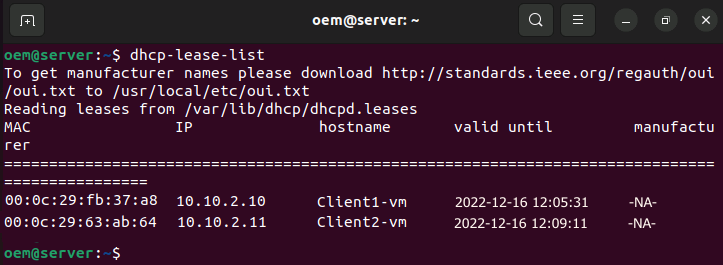 oem@server: ~
oem@server:~$ dhcp-lease-list
To get manufacturer names please download http://standards.ieee.org/regauth/oui
/oui.txt to /usr/local/etc/oui.txt
Reading leases from /var/lib/dhcp/dhcpd.leases
MAC                IP              hostname       valid until         manufactu
rer
===============================================================================
================
00:0c:29:fb:37:a8  10.10.2.10      Client1-vm     2022-12-16 12:05:31 -NA-
00:0c:29:63:ab:64  10.10.2.11      Client2-vm     2022-12-16 12:09:11 -NA-
oem@server:~$